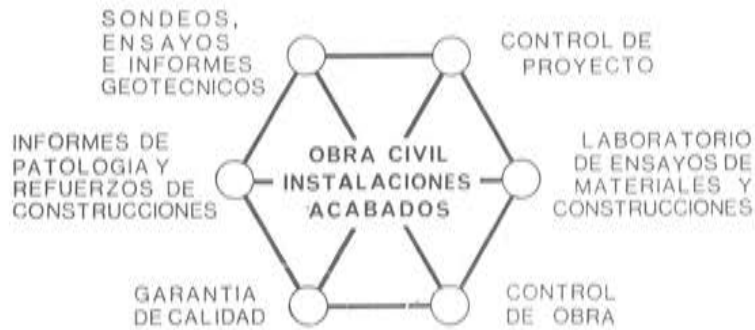 SONDEOS,
ENSAYOS
E INFORMES
GEOTECNICOS
CONTROL DE
PROYECTO
INFORMES DE
PATOLOGIA Y
REFUERZOS DE
CONSTRUCCIONES
OBRA CIVIL
INSTALACIONES
ACABADOS
LABORATORIO
DE ENSAYOS DE
MATERIALES Y
CONSTRUCCIONES
GARANTIA
DE CALIDAD
CONTROL
DE OBRA